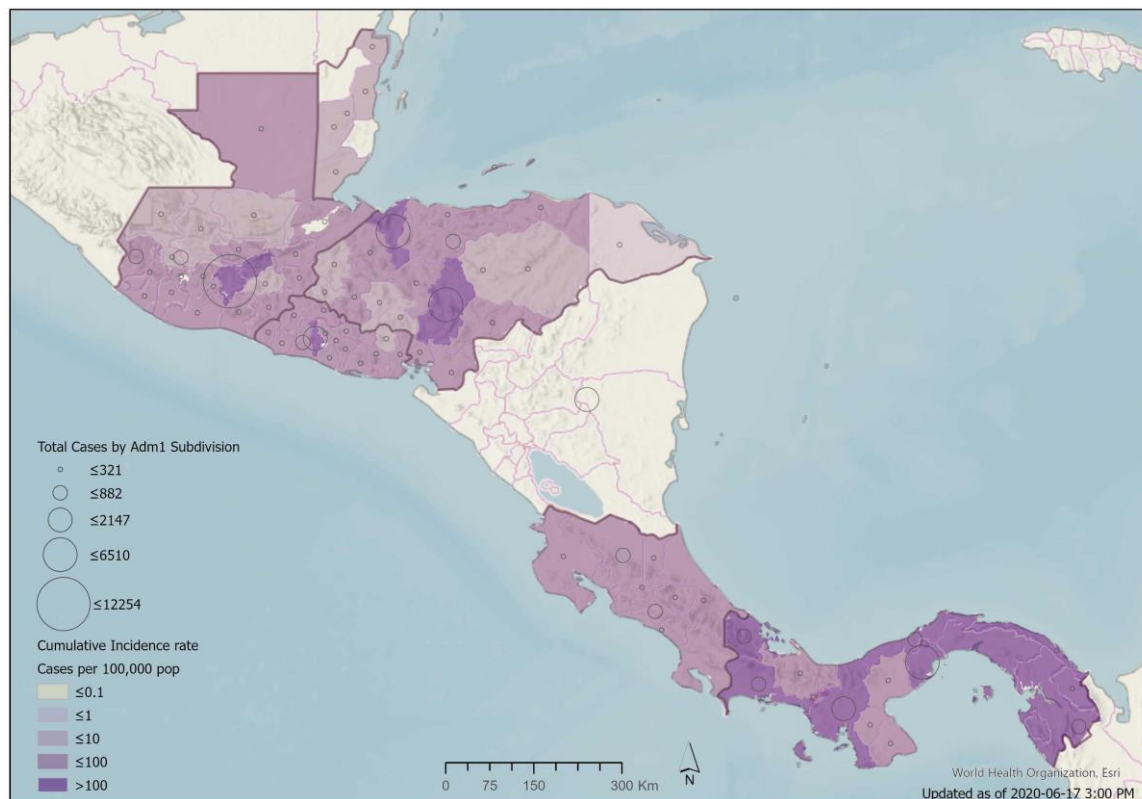 Total Cases by Adm1 Subdivision
≤321
≤882
≤2147
≤6510
≤12254
Cumulative Incidence rate
Cases per 100,000 pop
≤0.1
≤1
≤10
≤100
>100
0 75 150 300 Km
N
World Health Organization, Esri
Updated as of 2020-06-17 3:00 PM